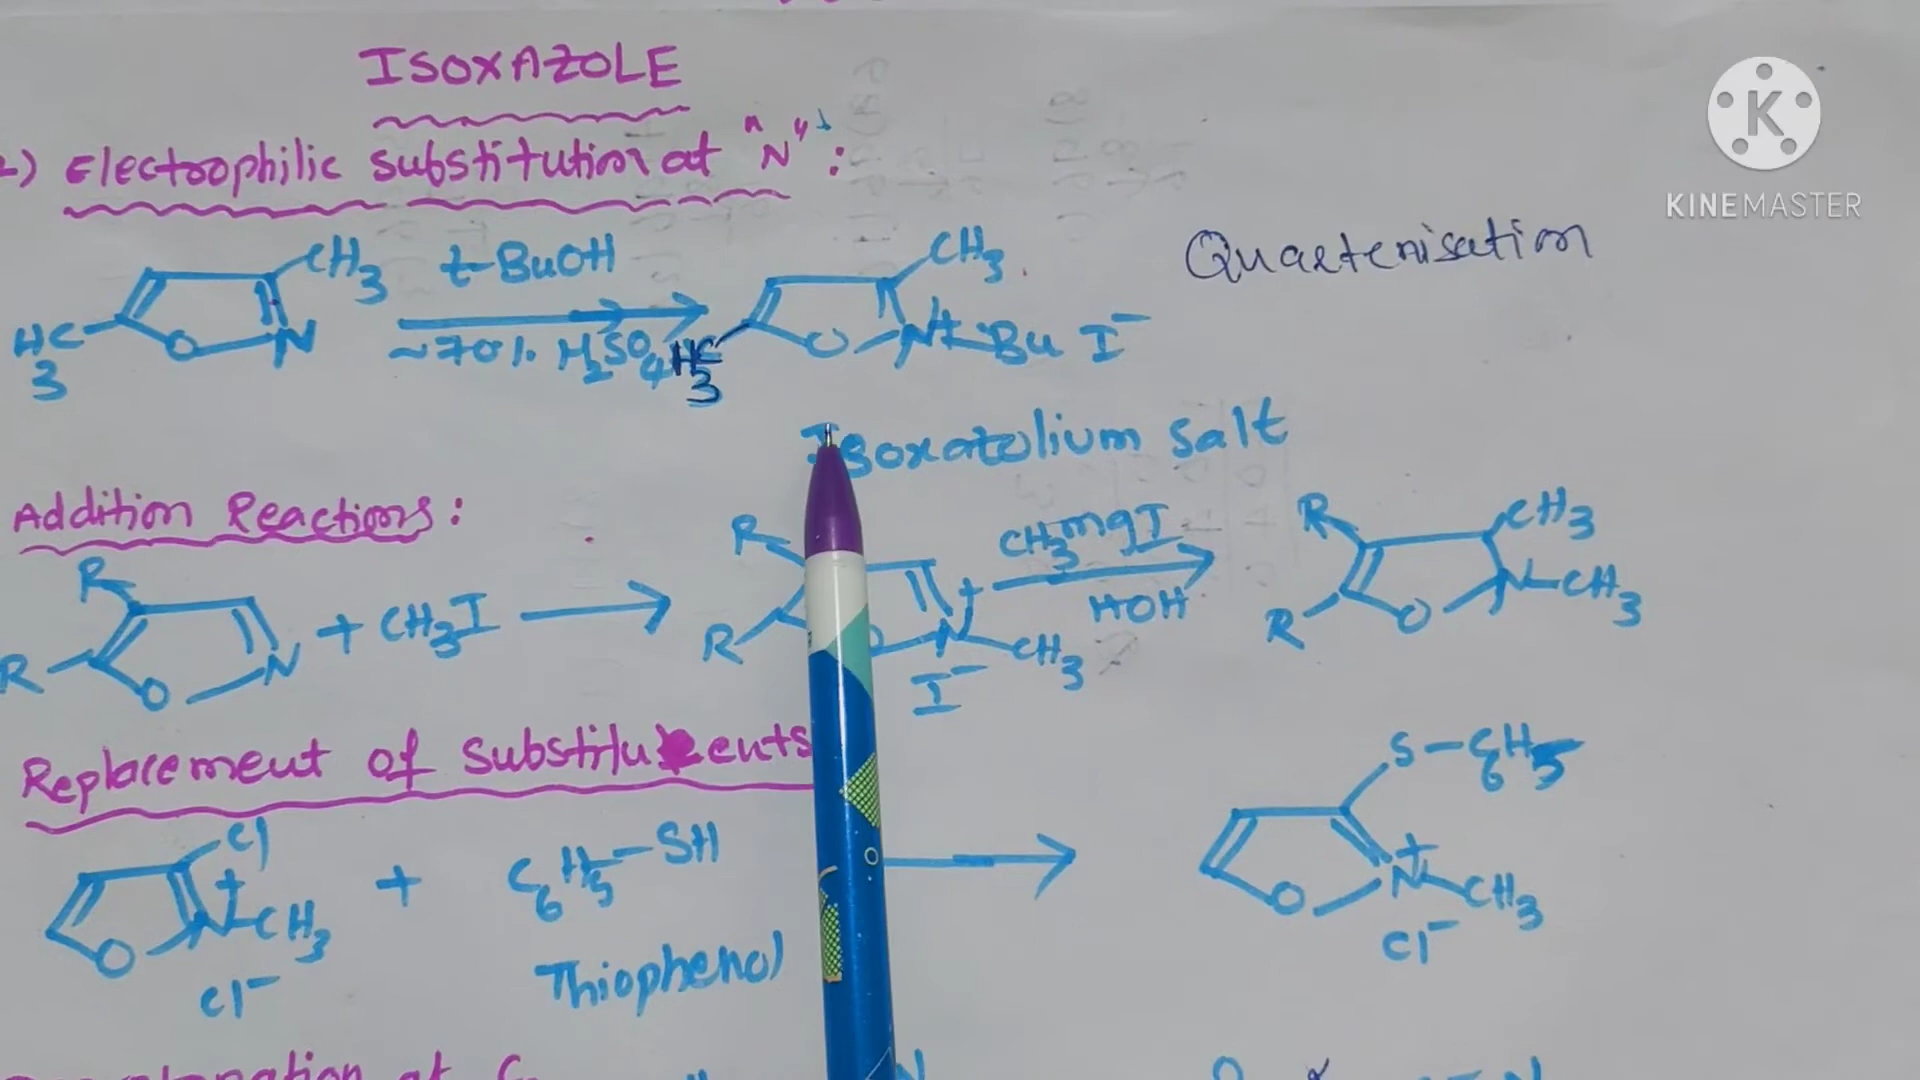 ISOXAZOLE
2) Electrophilic substitution at "N":
CH3 t-BuOH CH3 Quarternisation
H3C O N ~70% H2SO4 H3C O N+ t-Bu I-
Isoxazolium salt
Addition Reactions:
R R CH3MgI R CH3
R O N + CH3I R N+ CH3 HOH R O N-CH3
I-
Replacement of substituents
S-C6H5
Cl
O N+ CH3 + C6H5-SH O N+ CH3
Cl- Thiophenol Cl-
KINEMASTER